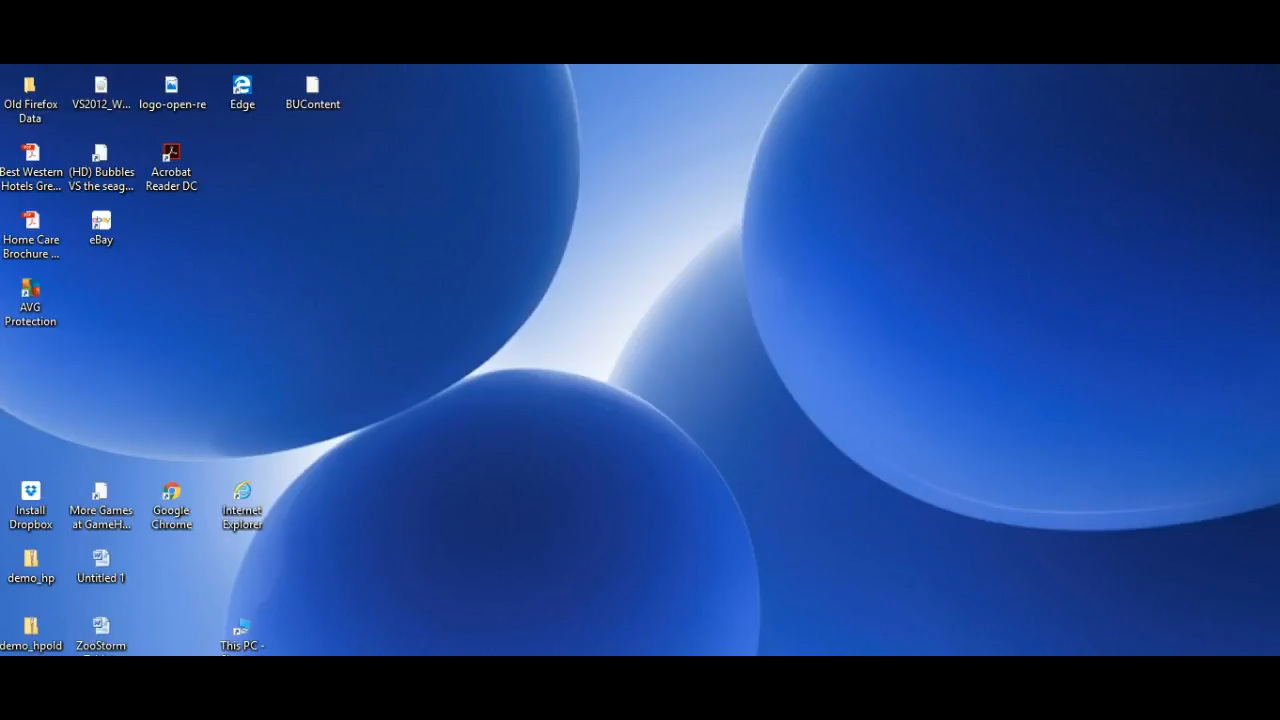 Old Firefox
Data
VS2012_W...
logo-open-re
Edge
BUContent
Best Western
Hotels Gre...
(HD) Bubbles
VS the seag...
Acrobat
Reader DC
Home Care
Brochure ...
eBay
AVG
Protection
Install
Dropbox
More Games
at GameH...
Google
Chrome
Internet
Explorer
demo_hp
Untitled 1
demo_hpold
ZooStorm
This PC -